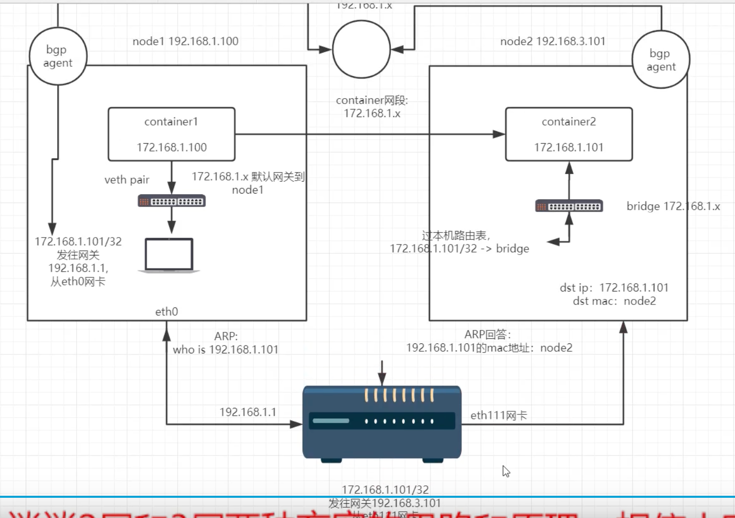 192.168.1.x
node1 192.168.1.100
node2 192.168.3.101
bgp
agent
bgp
agent
container网段:
172.168.1.x
container1
172.168.1.100
container2
172.168.1.101
veth pair
172.168.1.x 默认网关到
node1
bridge 172.168.1.x
172.168.1.101/32
发往网关
192.168.1.1,
从eth0网卡
过本机路由表，
172.168.1.101/32 -> bridge
dst ip：172.168.1.101
dst mac：node2
eth0
ARP:
who is 192.168.1.101
ARP回答：
192.168.1.101的mac地址：node2
192.168.1.1
eth111网卡
172.168.1.101/32
发往网关192.168.3.101